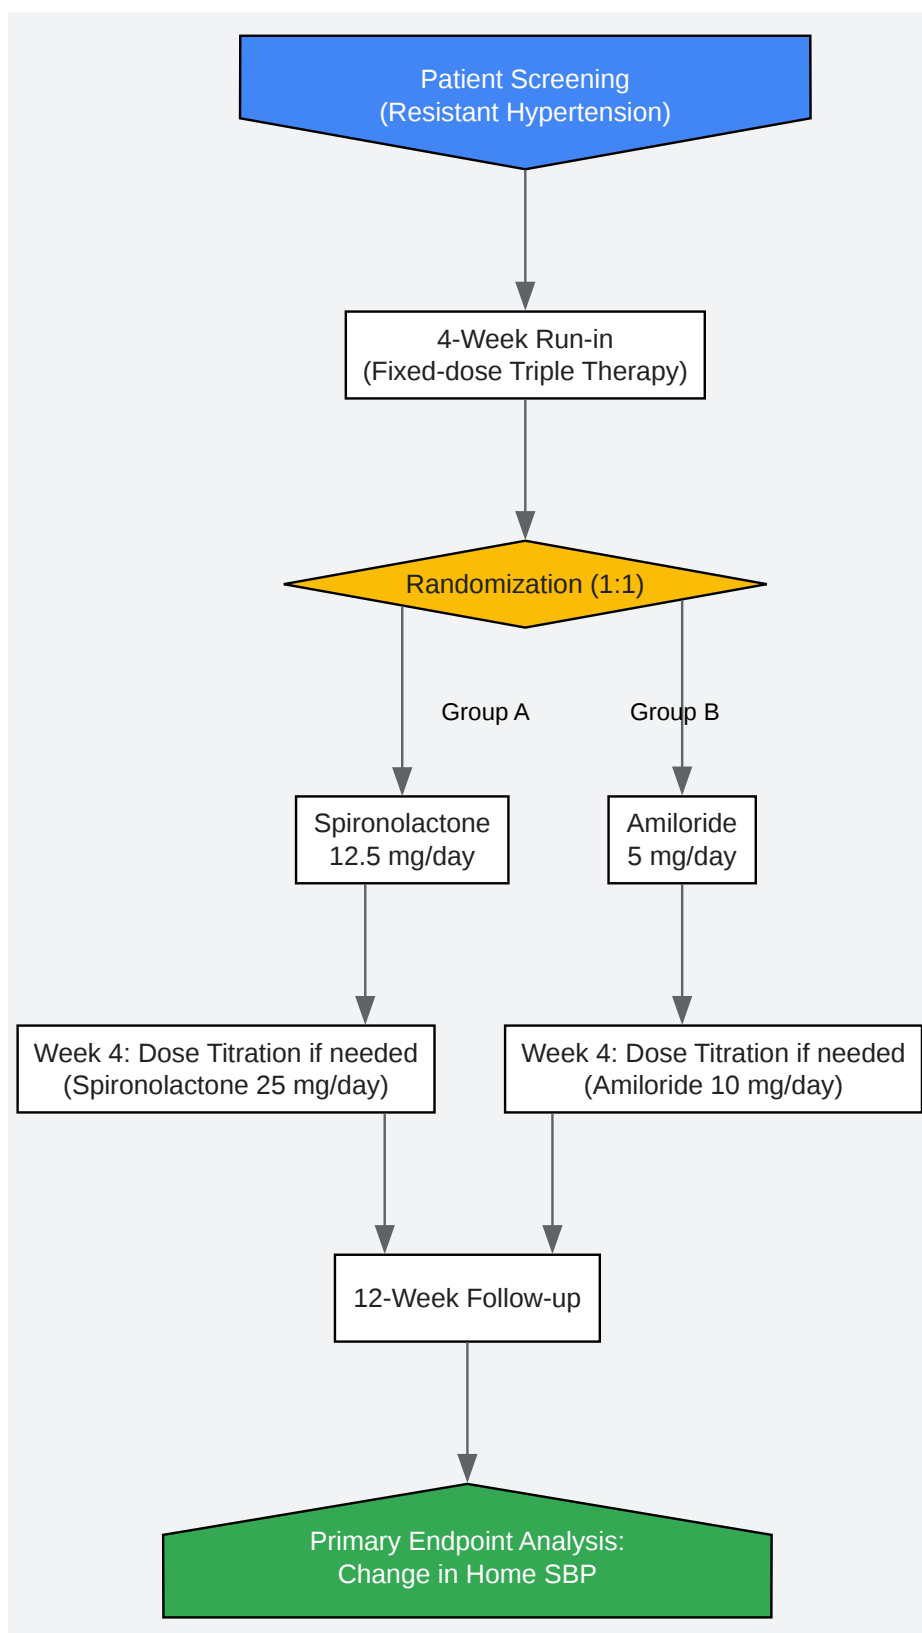 Patient Screening
(Resistant Hypertension)
4-Week Run-in
(Fixed-dose Triple Therapy)
Randomization (1:1)
Group A
Group B
Spironolactone
12.5 mg/day
Amiloride
5 mg/day
Week 4: Dose Titration if needed
(Spironolactone 25 mg/day)
Week 4: Dose Titration if needed
(Amiloride 10 mg/day)
12-Week Follow-up
Primary Endpoint Analysis:
Change in Home SBP